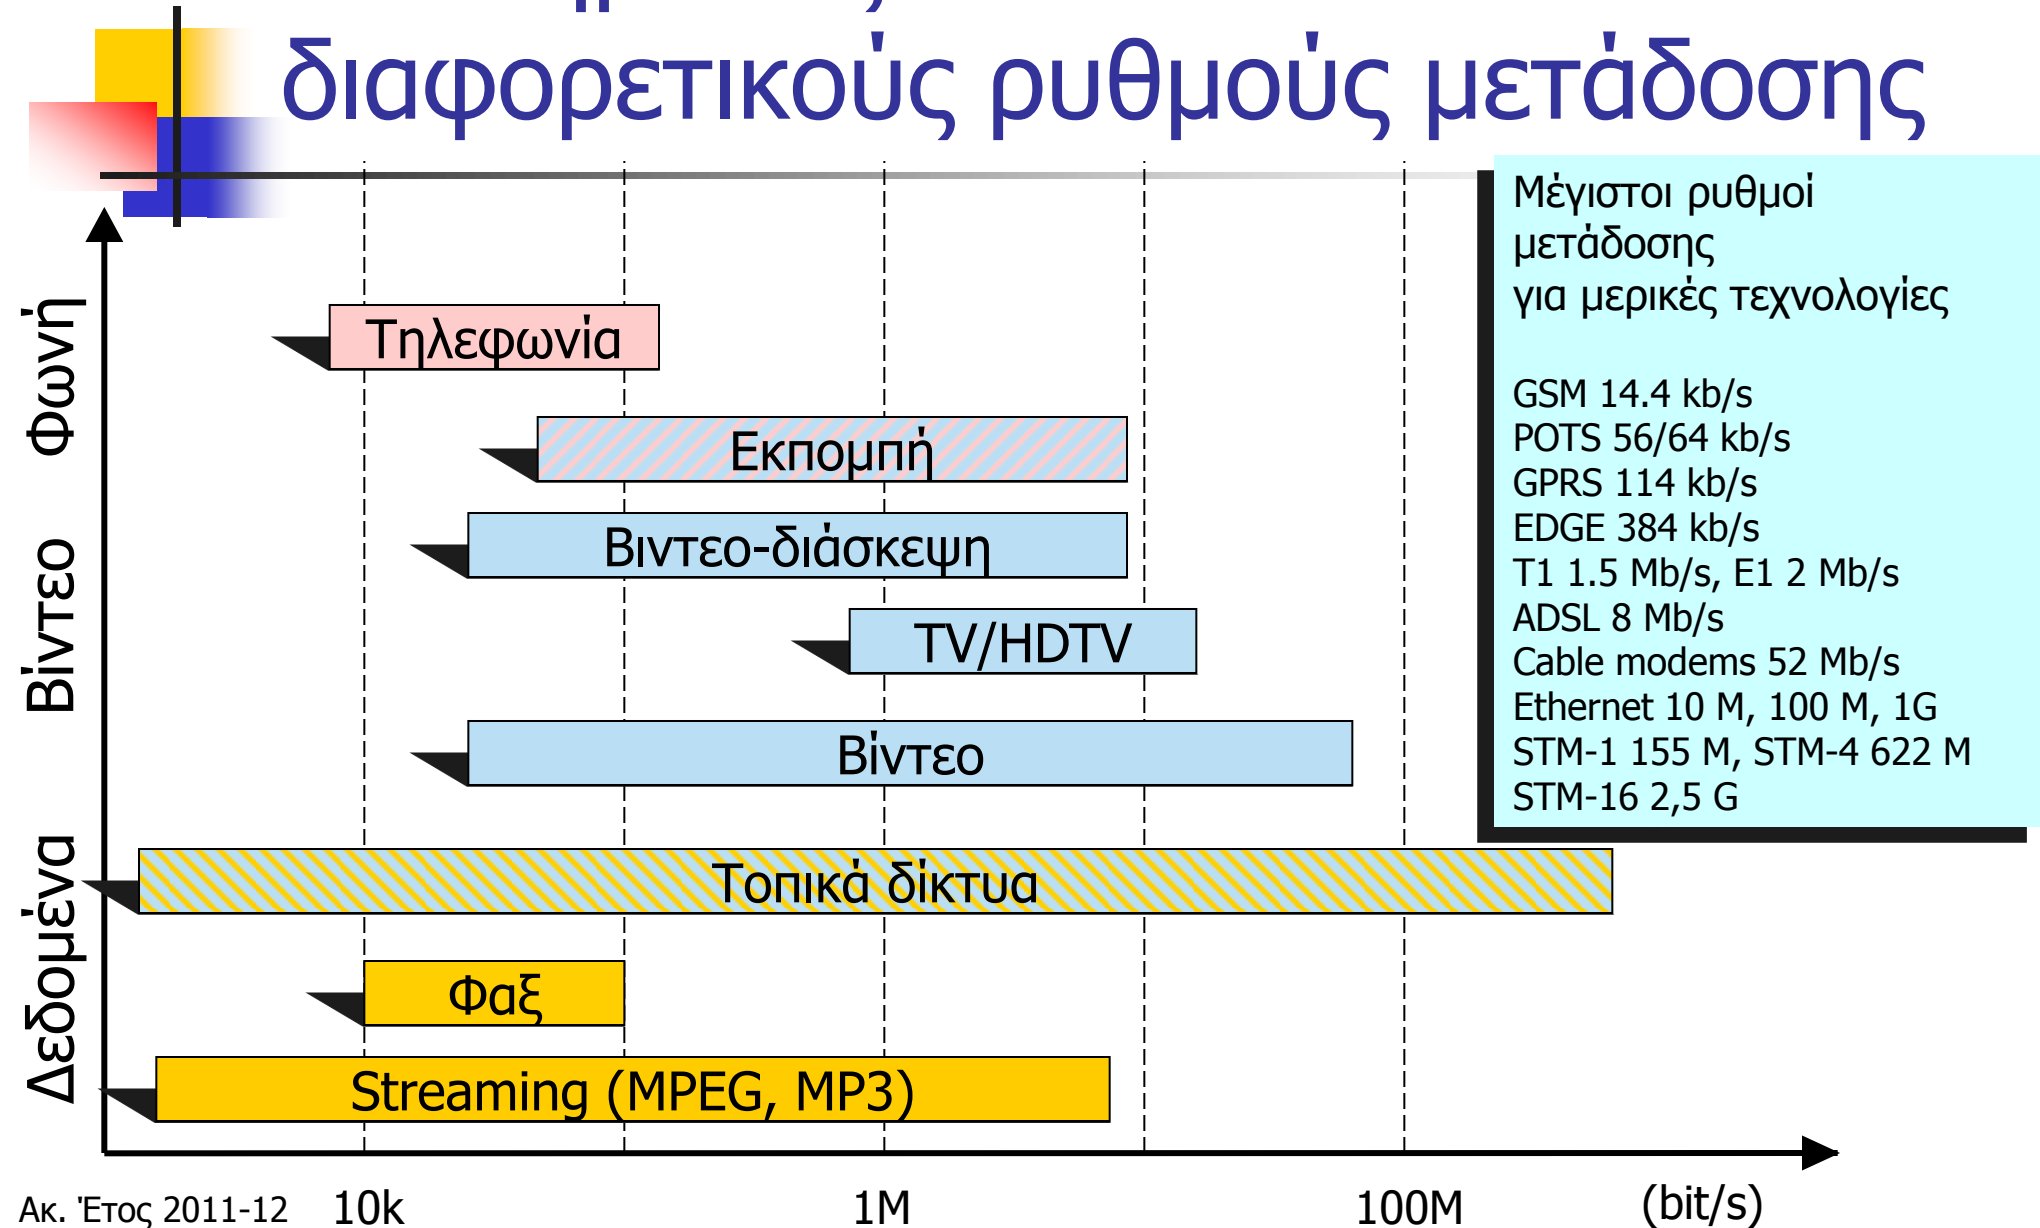 διαφορετικούς ρυθμούς μετάδοσης
Μέγιστοι ρυθμοί
μετάδοσης
για μερικές τεχνολογίες
GSM 14.4 kb/s
POTS 56/64 kb/s
GPRS 114 kb/s
EDGE 384 kb/s
T1 1.5 Mb/s, E1 2 Mb/s
ADSL 8 Mb/s
Cable modems 52 Mb/s
Ethernet 10 M, 100 M, 1G
STM-1 155 M, STM-4 622 M
STM-16 2,5 G
Φωνή
Βίντεο
Δεδομένα
Τηλεφωνία
Εκπομπή
Βιντεο-διάσκεψη
TV/HDTV
Βίντεο
Τοπικά δίκτυα
Φαξ
Streaming (MPEG, MP3)
Ακ. Έτος 2011-12
10k
1M
100M
(bit/s)